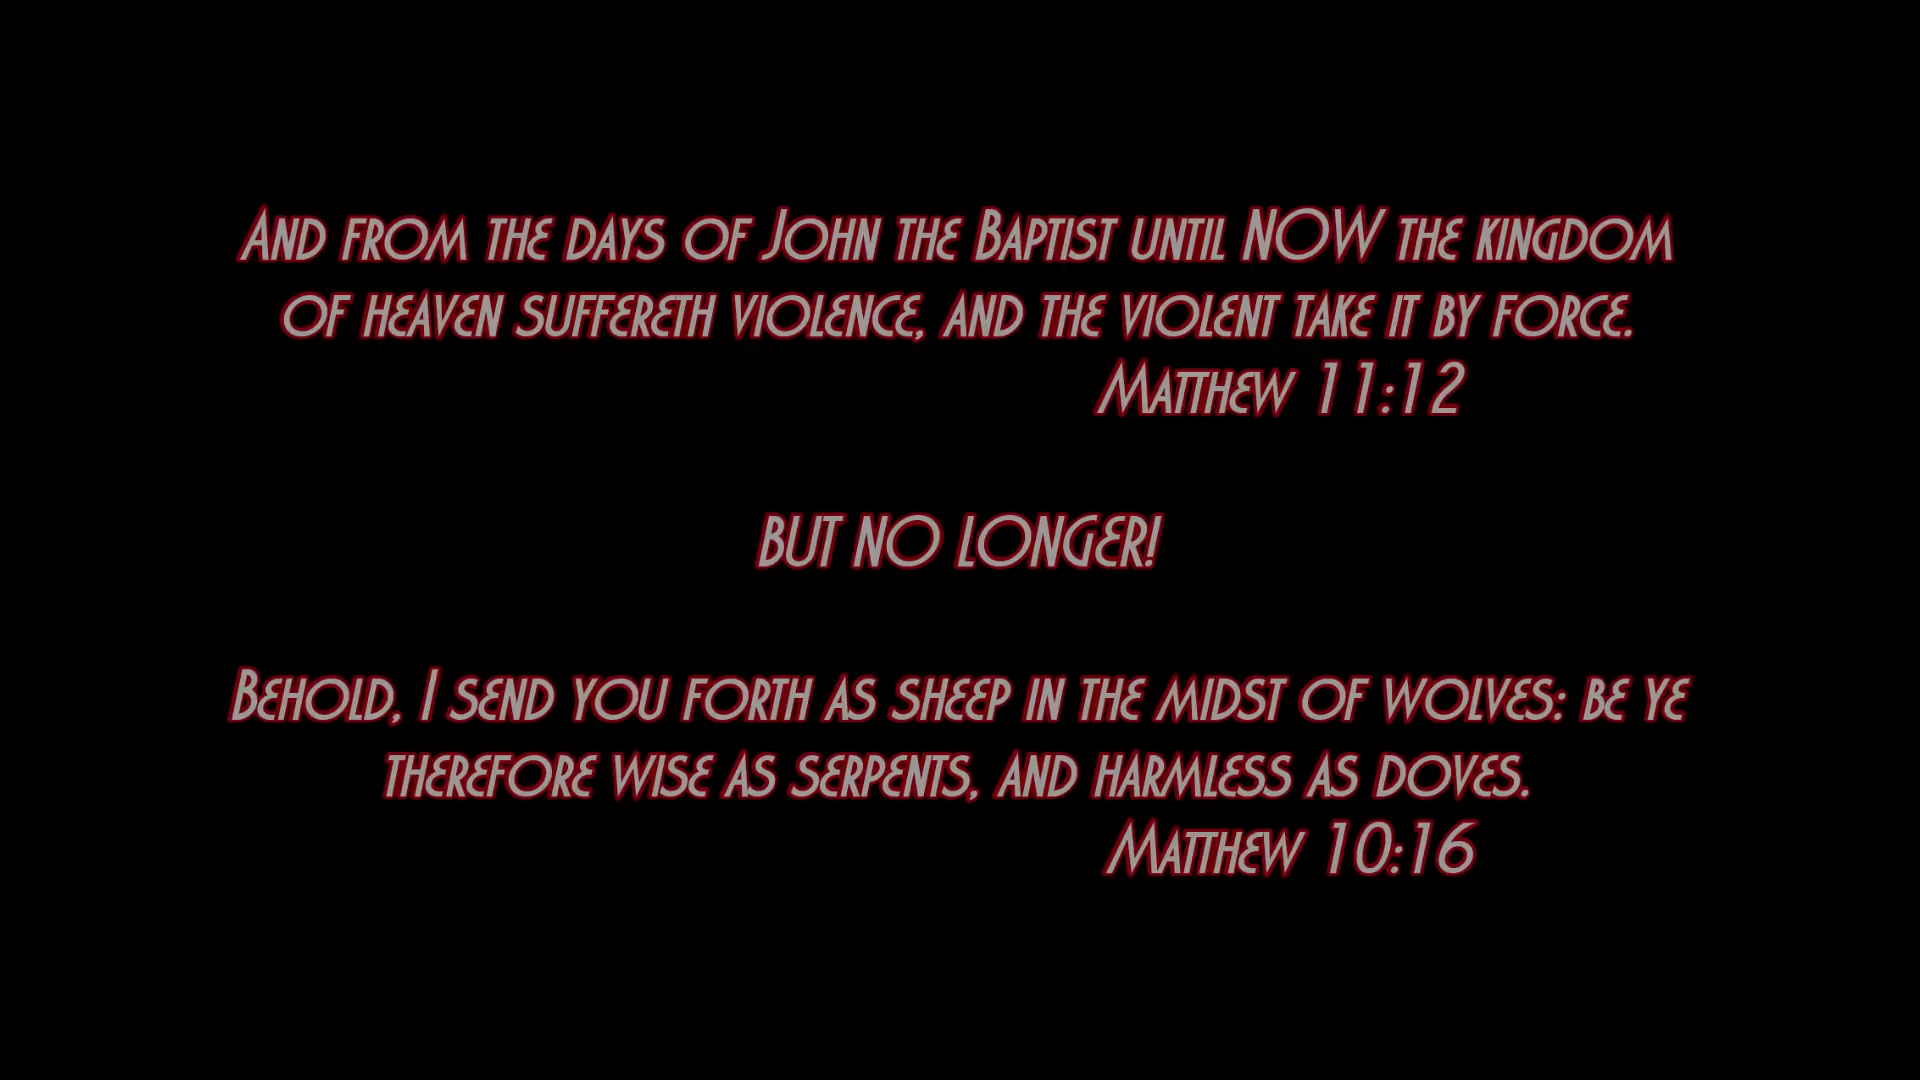 And from the days of John the Baptist until NOW the kingdom
of heaven suffereth violence, and the violent take it by force.
Matthew 11:12
BUT NO LONGER!
Behold, I send you forth as sheep in the midst of wolves: be ye
therefore wise as serpents, and harmless as doves.
Matthew 10:16